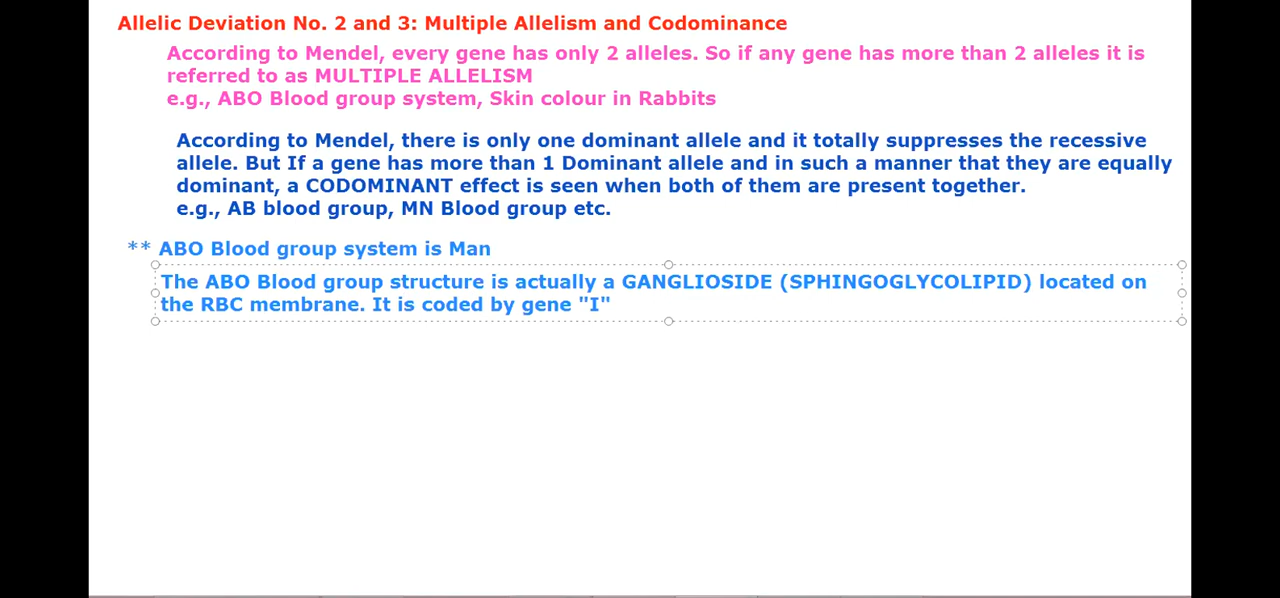 Allelic Deviation No. 2 and 3: Multiple Allelism and Codominance
According to Mendel, every gene has only 2 alleles. So if any gene has more than 2 alleles it is
referred to as MULTIPLE ALLELISM
e.g., ABO Blood group system, Skin colour in Rabbits
According to Mendel, there is only one dominant allele and it totally suppresses the recessive
allele. But If a gene has more than 1 Dominant allele and in such a manner that they are equally
dominant, a CODOMINANT effect is seen when both of them are present together.
e.g., AB blood group, MN Blood group etc.
** ABO Blood group system is Man
The ABO Blood group structure is actually a GANGLIOSIDE (SPHINGOGLYCOLIPID) located on
the RBC membrane. It is coded by gene "I"